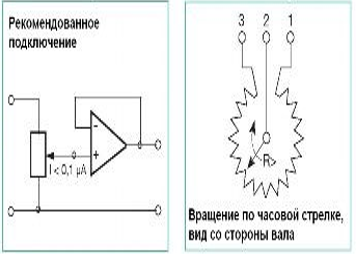 Рекомендованное
подключение
-
+
I < 0,1 μA
3 2 1
R
Вращение по часовой стрелке,
вид со стороны вала